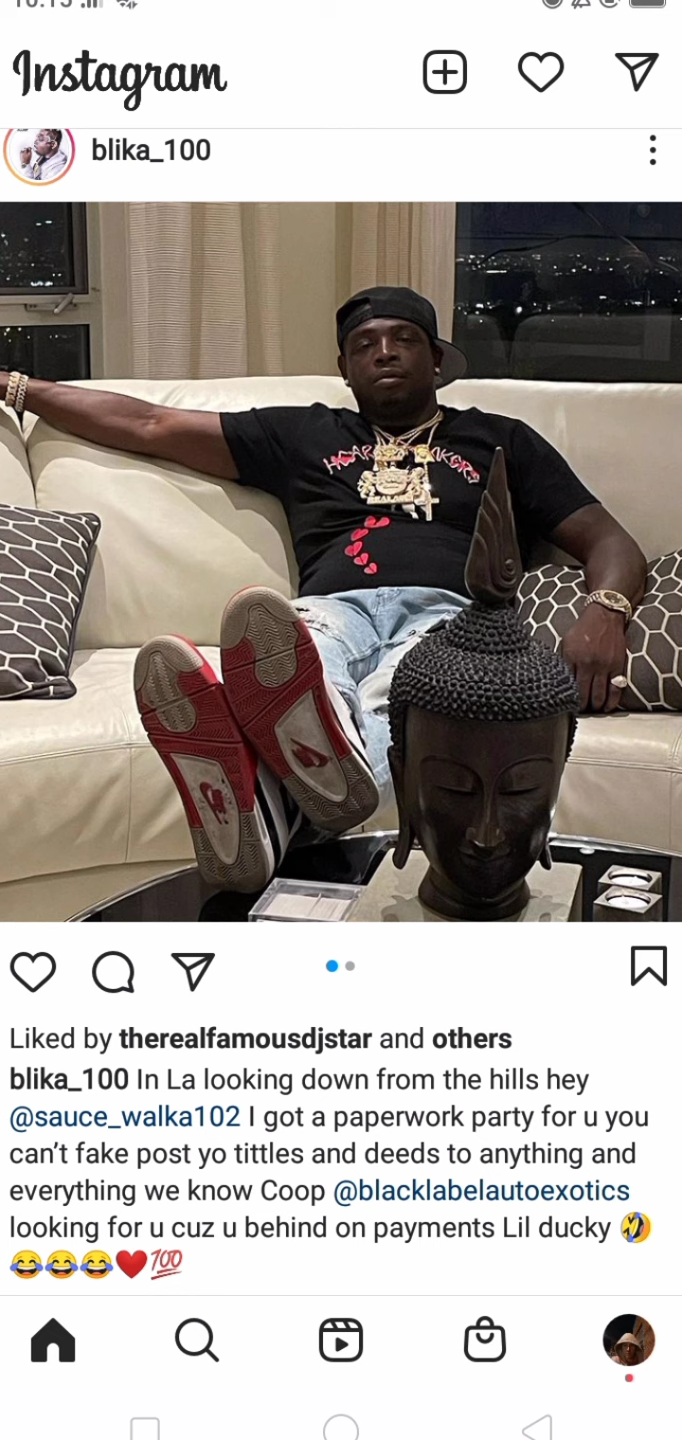 Instagram
blika_100
Liked by therealfamousdjstar and others
blika_100 In La looking down from the hills hey
@sauce_walka102 I got a paperwork party for u you
can’t fake post yo tittles and deeds to anything and
everything we know Coop @blacklabelautoexotics
looking for u cuz u behind on payments Lil ducky 🤣
😂😂😂❤️💯